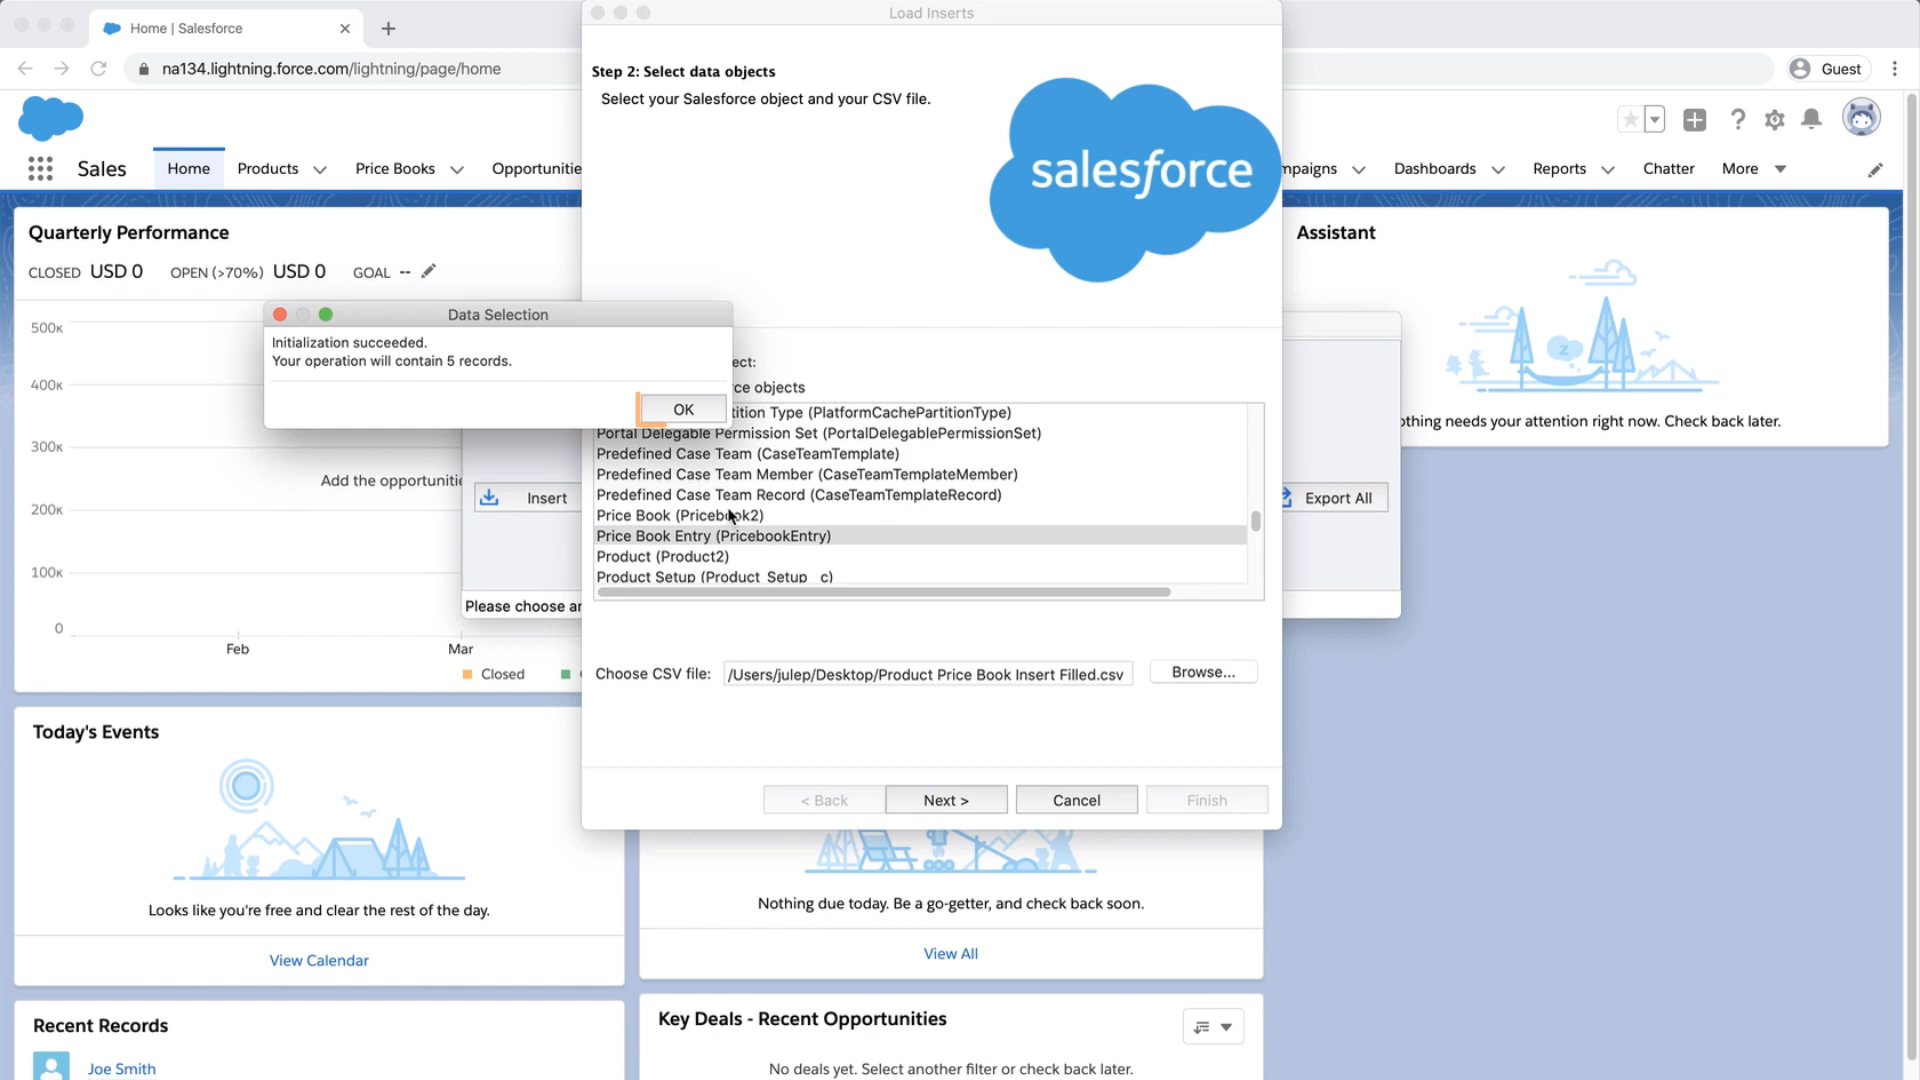 Home | Salesforce
Load Inserts
na134.lightning.force.com/lightning/page/home
Guest
Step 2: Select data objects
Select your Salesforce object and your CSV file.
salesforce
Sales
Home
Products
Price Books
Opportunitie
mpaigns
Dashboards
Reports
Chatter
More
Quarterly Performance
CLOSED USD 0 OPEN (>70%) USD 0 GOAL --
Assistant
Data Selection
Initialization succeeded.
Your operation will contain 5 records.
OK
ect:
ce objects
500K
400K
300K
200K
100K
0
Feb
Mar
Add the opportunitie
Closed
tition Type (PlatformCachePartitionType)
Portal Delegable Permission Set (PortalDelegablePermissionSet)
Predefined Case Team (CaseTeamTemplate)
Predefined Case Team Member (CaseTeamTemplateMember)
Predefined Case Team Record (CaseTeamTemplateRecord)
Price Book (Pricebook2)
Price Book Entry (PricebookEntry)
Product (Product2)
Product Setup (Product_Setup__c)
Insert
Export All
Please choose ar
othing needs your attention right now. Check back later.
Choose CSV file: /Users/julep/Desktop/Product Price Book Insert Filled.csv
Browse...
< Back
Next >
Cancel
Finish
Today's Events
Looks like you're free and clear the rest of the day.
View Calendar
Nothing due today. Be a go-getter, and check back soon.
View All
Recent Records
Joe Smith
Key Deals - Recent Opportunities
No deals yet. Select another filter or check back later.